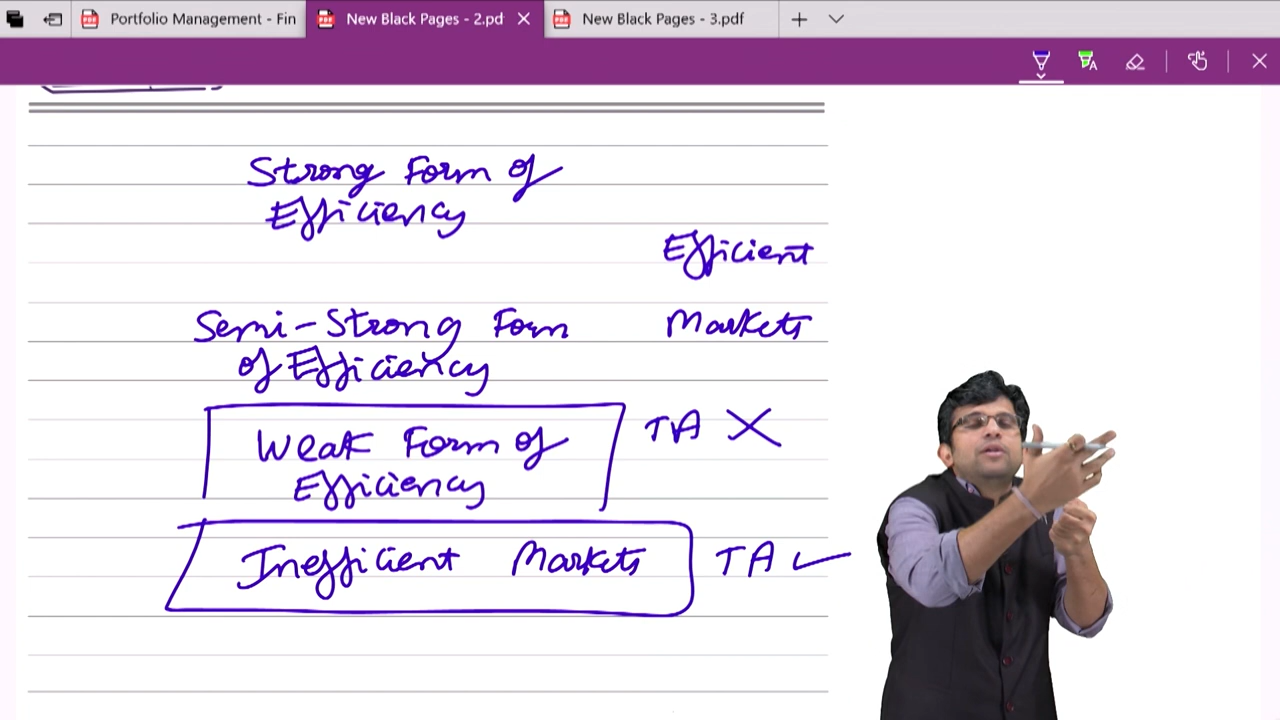 Portfolio Management - Fin
New Black Pages - 2.pd
New Black Pages - 3.pdf
Strong Form of
Efficiency
Efficient
Semi-Strong Form
Markets
of Efficiency
Weak Form of
TA X
Efficiency
Inefficient Markets
TA ✓